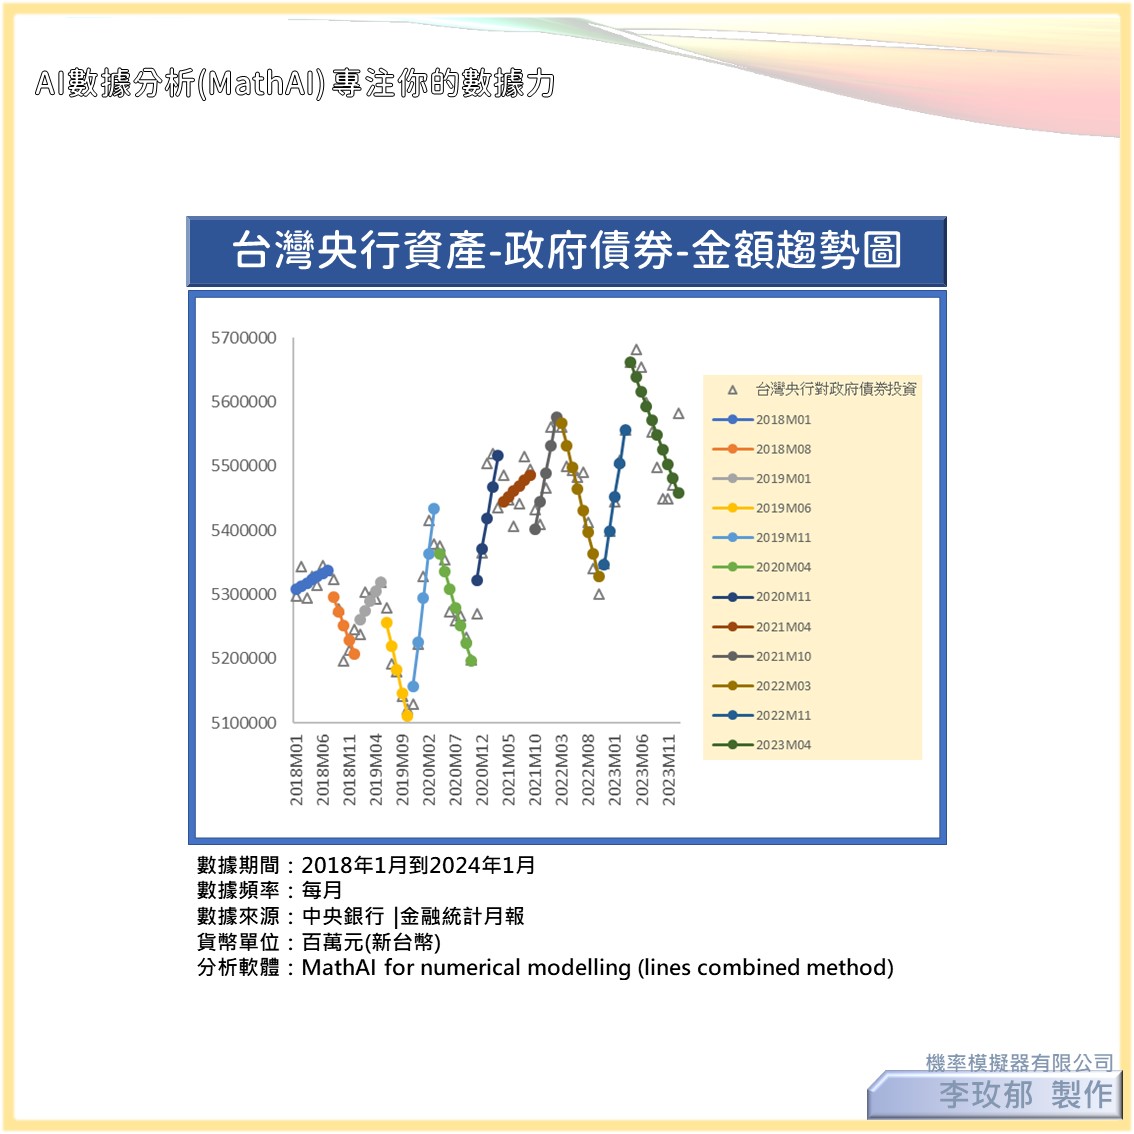 AI數據分析(MathAI) 專注你的數據力
台灣央行資產-政府債券-金額趨勢圖
5700000
5600000
5500000
5400000
5300000
5200000
5100000
2018M01
2018M06
2018M11
2019M04
2019M09
2020M02
2020M07
2020M12
2021M05
2021M10
2022M03
2022M08
2023M01
2023M06
2023M11
台灣央行對政府債券投資
2018M01
2018M08
2019M01
2019M06
2019M11
2020M04
2020M11
2021M04
2021M10
2022M03
2022M11
2023M04
數據期間：2018年1月到2024年1月
數據頻率：每月
數據來源：中央銀行 |金融統計月報
貨幣單位：百萬元(新台幣)
分析軟體：MathAI for numerical modelling (lines combined method)
機率模擬器有限公司
李玫郁 製作